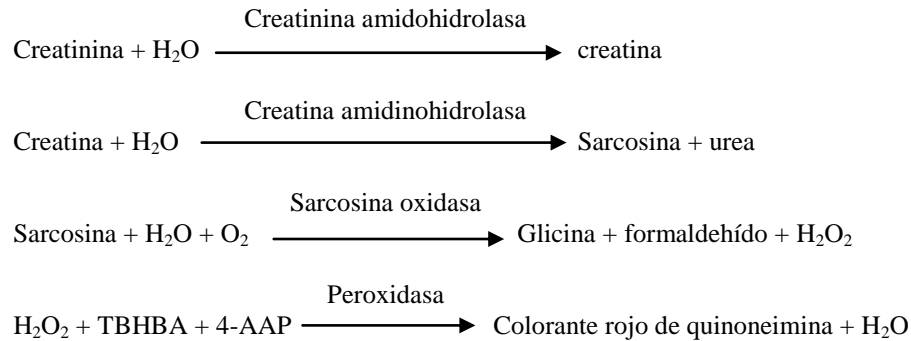 Creatinina amidohidrolasa
Creatinina + H₂O creatina
Creatina amidinohidrolasa
Creatina + H₂O Sarcosina + urea
Sarcosina oxidasa
Sarcosina + H₂O + O₂ Glicina + formaldehído + H₂O₂
Peroxidasa
H₂O₂ + TBHBA + 4-AAP Colorante rojo de quinoneimina + H₂O